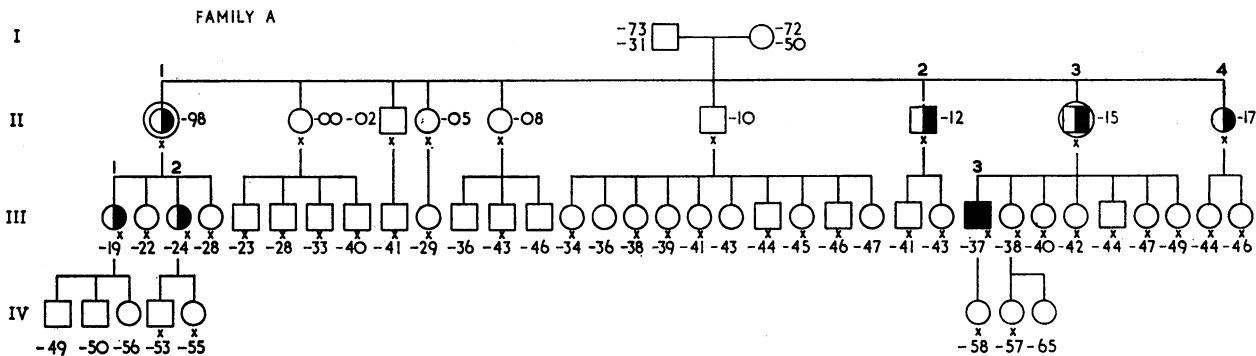 FAMILY A
I -73 -72
-31 -50
1 2 3 4
II -98 -00 -02 -05 -08 -10 -12 -15 -17
x x x x x x x x x
1 2 3
III
x x x x x x x x x x x x x x x x x x x x x x x x x
-19 -22 -24 -28 -23 -28 -33 -40 -41 -29 -36 -43 -46 -34 -36 -38 -39 -41 -43 -44 -45 -46 -47 -41 -43 -37 -38 -40 -42 -44 -47 -49 -44 -46
IV
x x x x
-49 -50 -56 -53 -55 -58 -57 -65